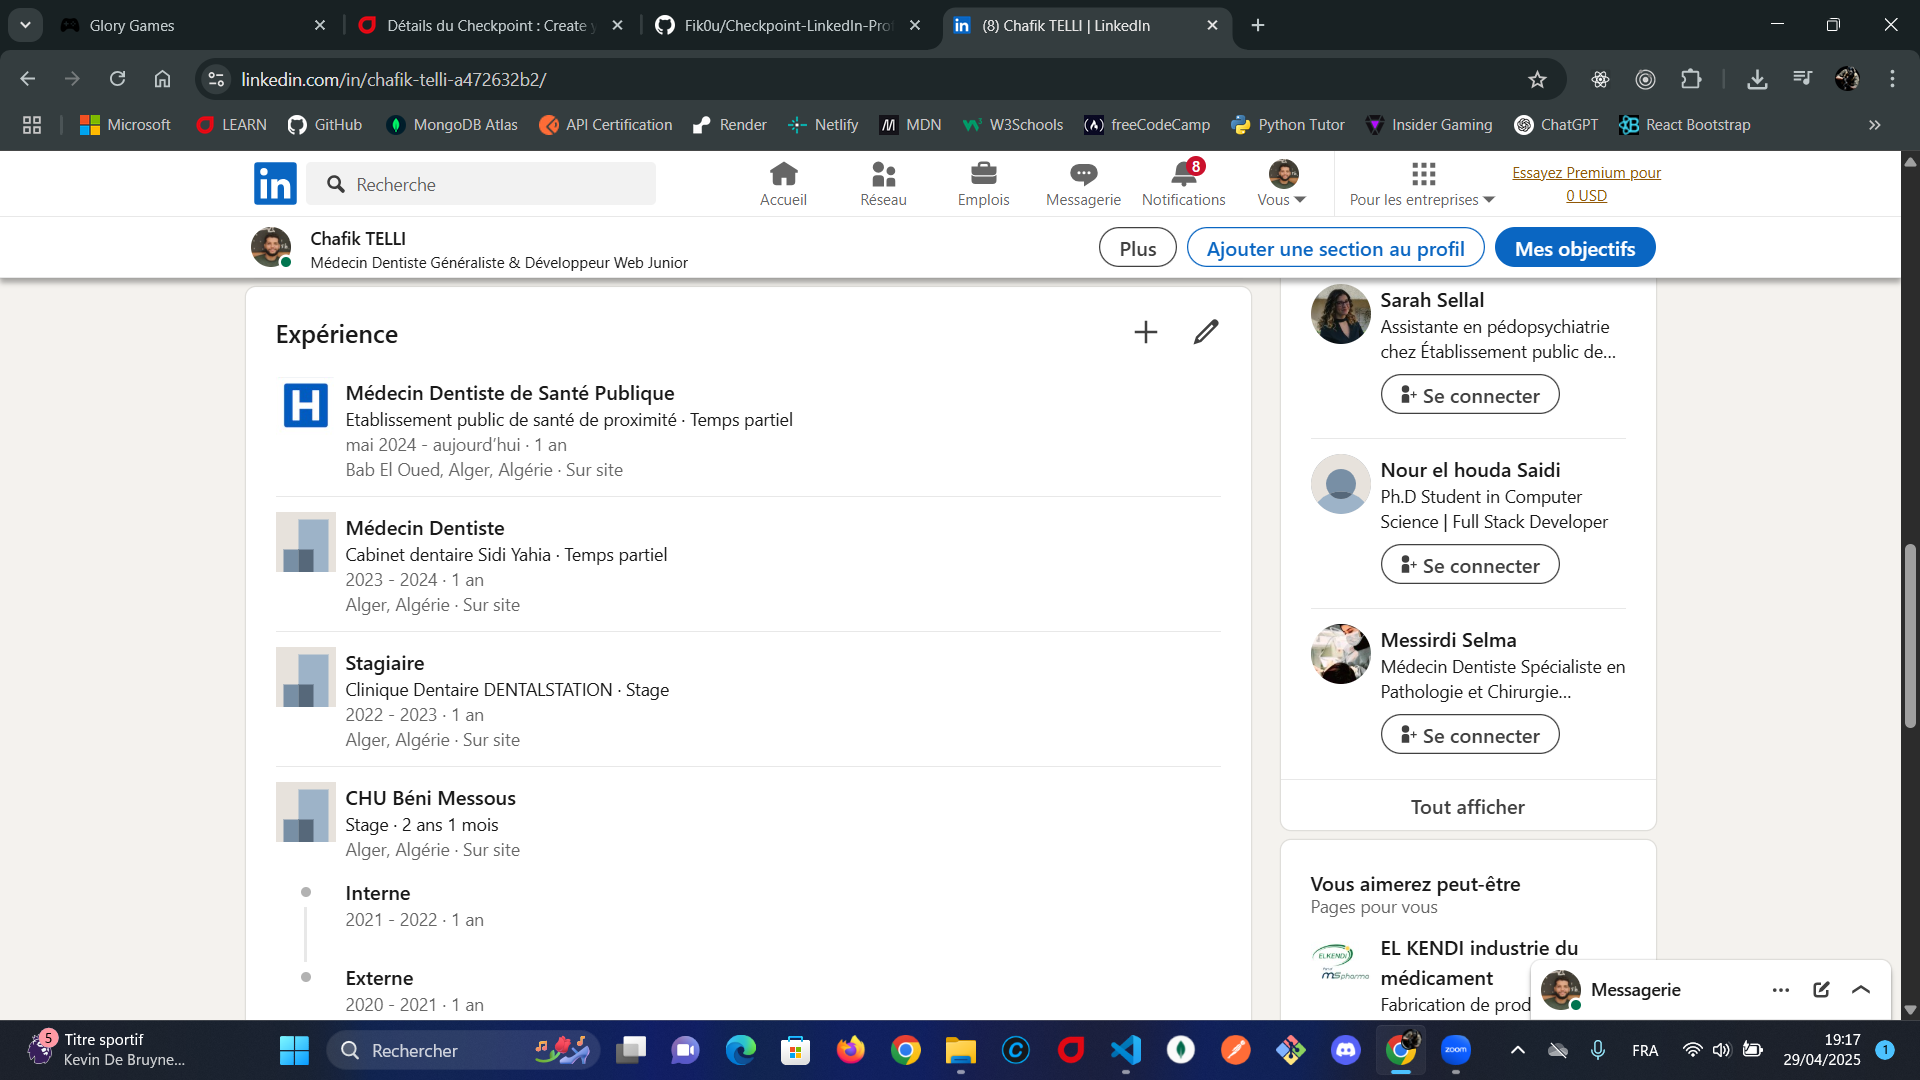 Glory Games
Détails du Checkpoint : Create y
Fik0u/Checkpoint-LinkedIn-Prof
(8) Chafik TELLI | LinkedIn
linkedin.com/in/chafik-telli-a472632b2/
Microsoft
LEARN
GitHub
MongoDB Atlas
API Certification
Render
Netlify
MDN
W3Schools
freeCodeCamp
Python Tutor
Insider Gaming
ChatGPT
React Bootstrap
in
Recherche
Accueil
Réseau
Emplois
Messagerie
8
Notifications
Vous
Pour les entreprises
Essayez Premium pour
0 USD
Chafik TELLI
Médecin Dentiste Généraliste & Développeur Web Junior
Plus
Ajouter une section au profil
Mes objectifs
Expérience
H
Médecin Dentiste de Santé Publique
Etablissement public de santé de proximité · Temps partiel
mai 2024 - aujourd’hui · 1 an
Bab El Oued, Alger, Algérie · Sur site
Médecin Dentiste
Cabinet dentaire Sidi Yahia · Temps partiel
2023 - 2024 · 1 an
Alger, Algérie · Sur site
Stagiaire
Clinique Dentaire DENTALSTATION · Stage
2022 - 2023 · 1 an
Alger, Algérie · Sur site
CHU Béni Messous
Stage · 2 ans 1 mois
Alger, Algérie · Sur site
Interne
2021 - 2022 · 1 an
Externe
2020 - 2021 · 1 an
Sarah Sellal
Assistante en pédopsychiatrie
chez Établissement public de...
Se connecter
Nour el houda Saidi
Ph.D Student in Computer
Science | Full Stack Developer
Se connecter
Messirdi Selma
Médecin Dentiste Spécialiste en
Pathologie et Chirurgie...
Se connecter
Tout afficher
Vous aimerez peut-être
Pages pour vous
ELKENDI
MS pharma
EL KENDI industrie du
médicament
Fabrication de prod
Messagerie
5
Titre sportif
Kevin De Bruyne...
Rechercher
zoom
FRA
19:17
29/04/2025
1